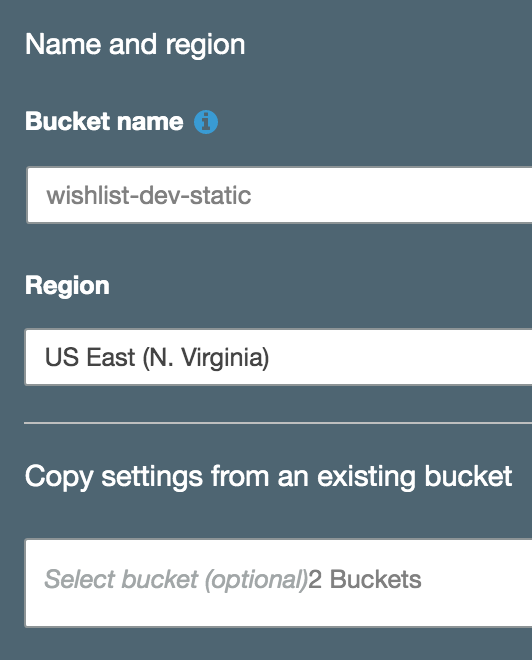 Name and region
Bucket name
wishlist-dev-static
Region
US East (N. Virginia)
Copy settings from an existing bucket
Select bucket (optional)2 Buckets